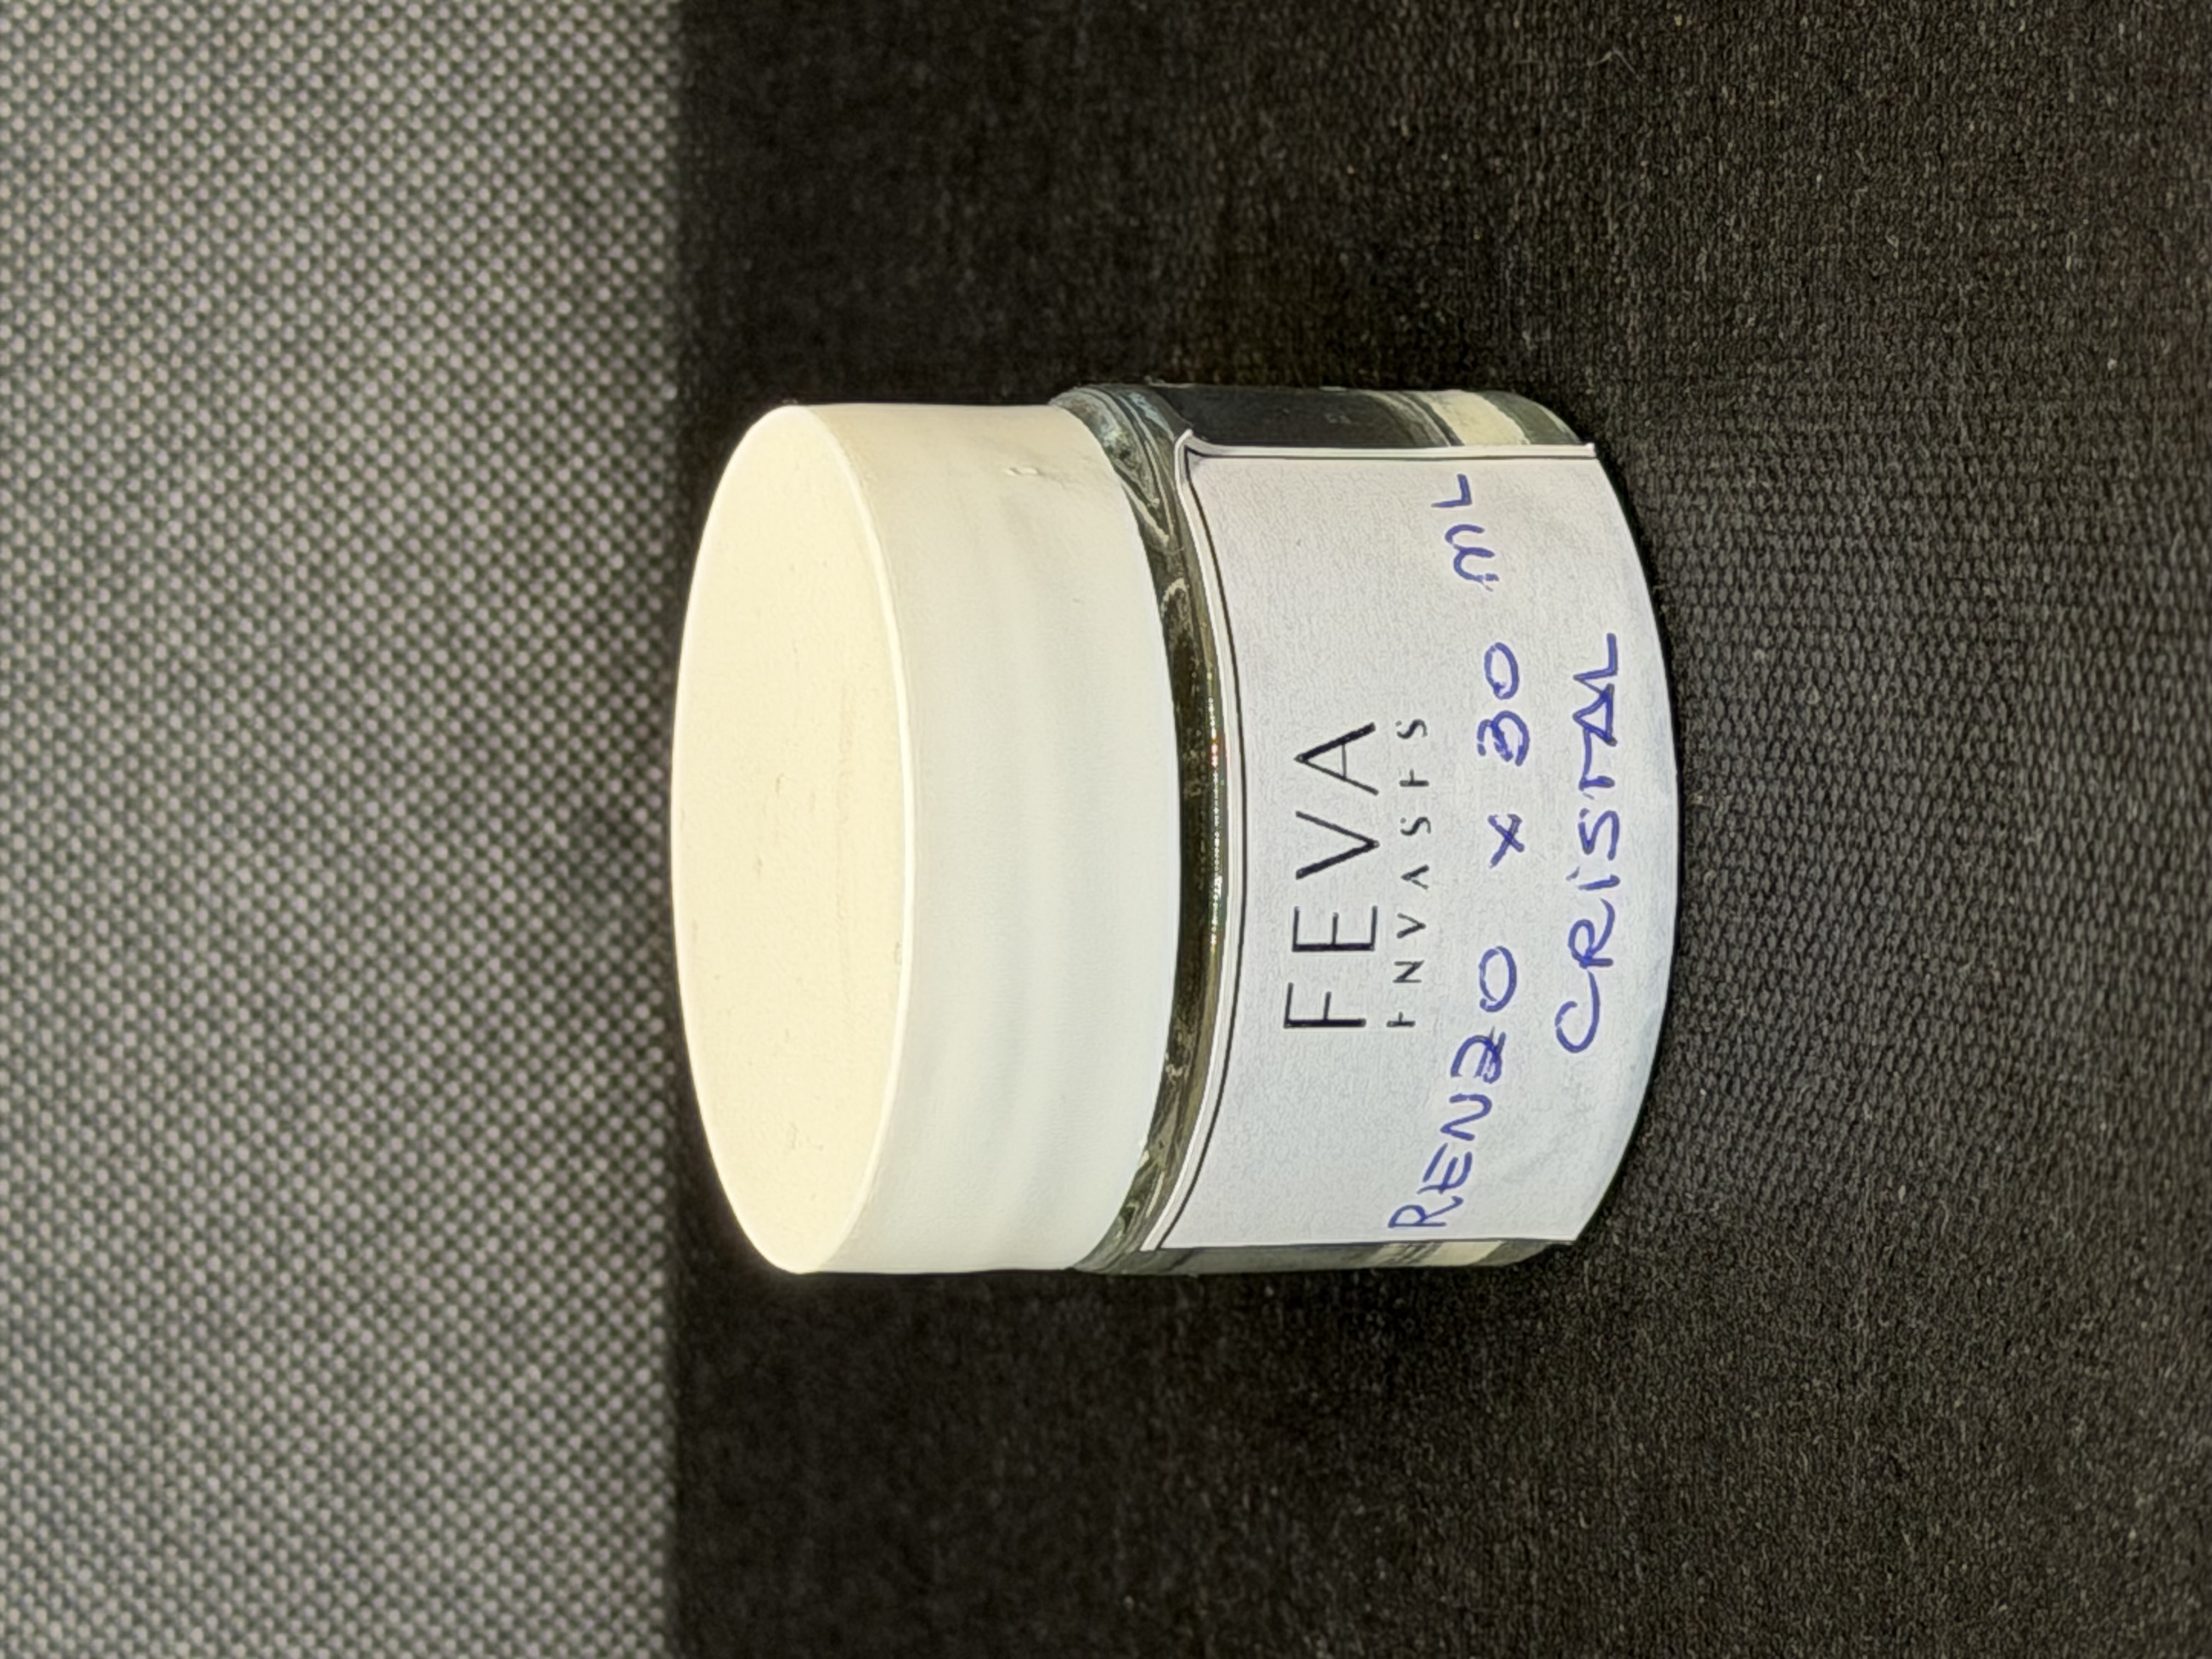 FEVA
ENVASES
RENZO x 30 mL
CRISTAL